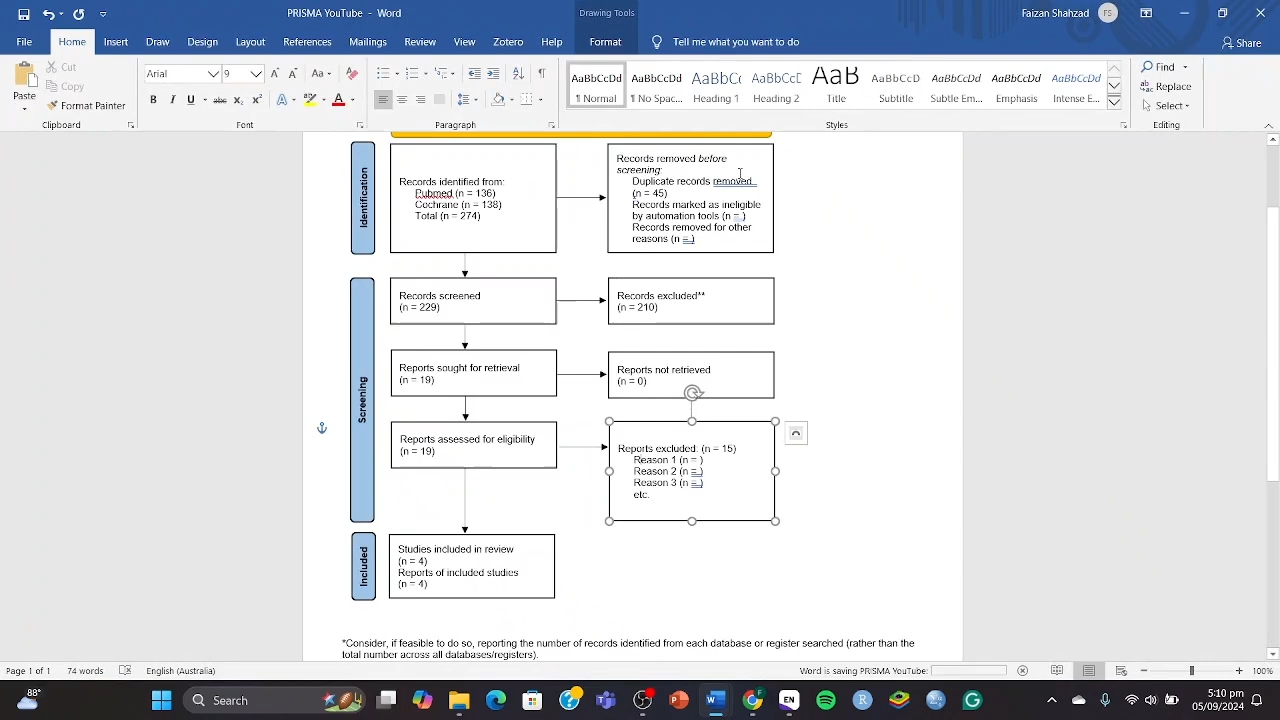 PRISMA YouTube - Word
Drawing Tools
Faizan Shahzad
FS
File Home Insert Draw Design Layout References Mailings Review View Zotero Help Format Tell me what you want to do
Share
Paste
Cut
Copy
Format Painter
Clipboard
Arial 9
Font
Paragraph
AaBbCcDd AaBbCcDd AaBbC( AaBbCcE AaB AaBbCcD AaBbCcDd AaBbCcDd AaBbCcDd
¶ Normal ¶ No Spac... Heading 1 Heading 2 Title Subtitle Subtle Em... Emphasis Intense E...
Styles
Find
Replace
Select
Editing
Identification
Records identified from:
Pubmed (n = 136)
Cochrane (n = 138)
Total (n = 274)
Records removed before
screening:
Duplicate records removed
(n = 45)
Records marked as ineligible
by automation tools (n = )
Records removed for other
reasons (n = )
Screening
Records screened
(n = 229)
Records excluded**
(n = 210)
Reports sought for retrieval
(n = 19)
Reports not retrieved
(n = 0)
Reports assessed for eligibility
(n = 19)
Reports excluded: (n = 15)
Reason 1 (n = )
Reason 2 (n = )
Reason 3 (n = )
etc.
Included
Studies included in review
(n = 4)
Reports of included studies
(n = 4)
*Consider, if feasible to do so, reporting the number of records identified from each database or register searched (rather than the
total number across all databases/registers).
Page 1 of 1 74 words English (Australia)
Word is saving PRISMA YouTube:
100%
88°
Search
EN
5:10 pm
05/09/2024